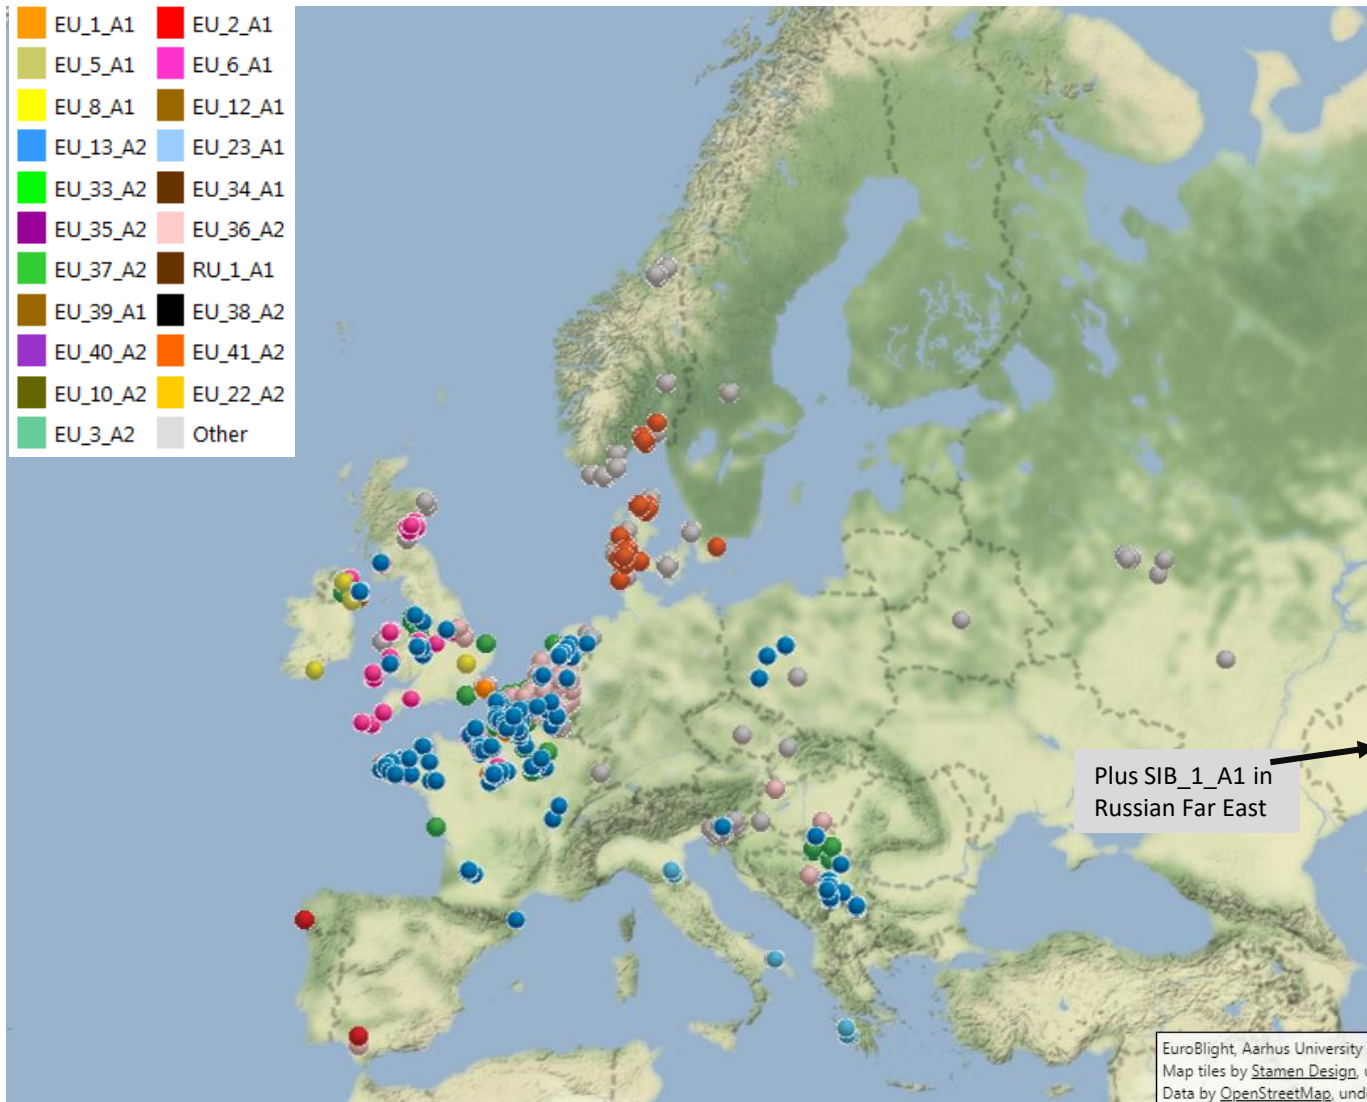 EU_1_A1 EU_2_A1
EU_5_A1 EU_6_A1
EU_8_A1 EU_12_A1
EU_13_A2 EU_23_A1
EU_33_A2 EU_34_A1
EU_35_A2 EU_36_A2
EU_37_A2 RU_1_A1
EU_39_A1 EU_38_A2
EU_40_A2 EU_41_A2
EU_10_A2 EU_22_A2
EU_3_A2 Other
Plus SIB_1_A1 in
Russian Far East
EuroBlight, Aarhus University
Map tiles by Stamen Design, u
Data by OpenStreetMap, und